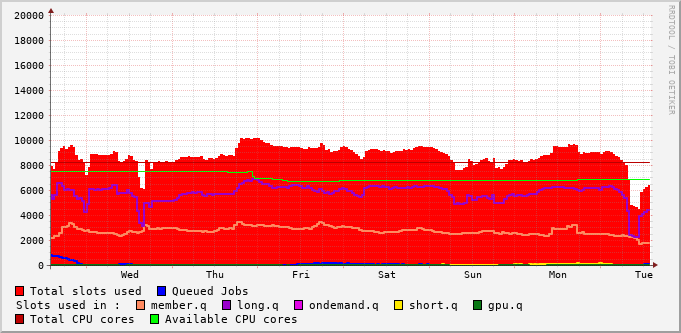 20000
18000
16000
14000
12000
10000
8000
6000
4000
2000
0
Wed Thu Fri Sat Sun Mon Tue
Total slots used Queued Jobs
Slots used in : member.q long.q ondemand.q short.q gpu.q
Total CPU cores Available CPU cores
RRDTOOL / TOBI OETIKER